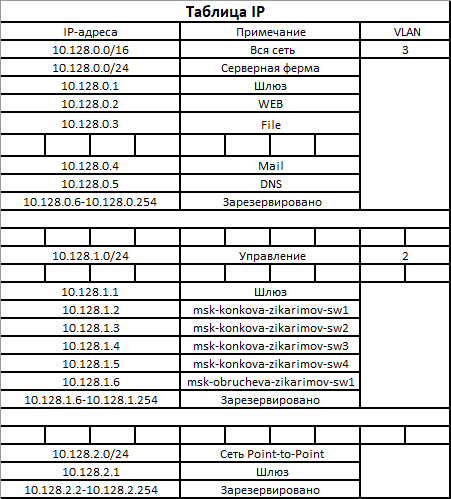 Таблица IP
IP-адреса Примечание VLAN
10.128.0.0/16 Вся сеть 3
10.128.0.0/24 Серверная ферма
10.128.0.1 Шлюз
10.128.0.2 WEB
10.128.0.3 File
10.128.0.4 Mail
10.128.0.5 DNS
10.128.0.6-10.128.0.254 Зарезервировано
10.128.1.0/24 Управление 2
10.128.1.1 Шлюз
10.128.1.2 msk-konkova-zikarimov-sw1
10.128.1.3 msk-konkova-zikarimov-sw2
10.128.1.4 msk-konkova-zikarimov-sw3
10.128.1.5 msk-konkova-zikarimov-sw4
10.128.1.6 msk-obrucheva-zikarimov-sw1
10.128.1.6-10.128.1.254 Зарезервировано
10.128.2.0/24 Сеть Point-to-Point
10.128.2.1 Шлюз
10.128.2.2-10.128.2.254 Зарезервировано